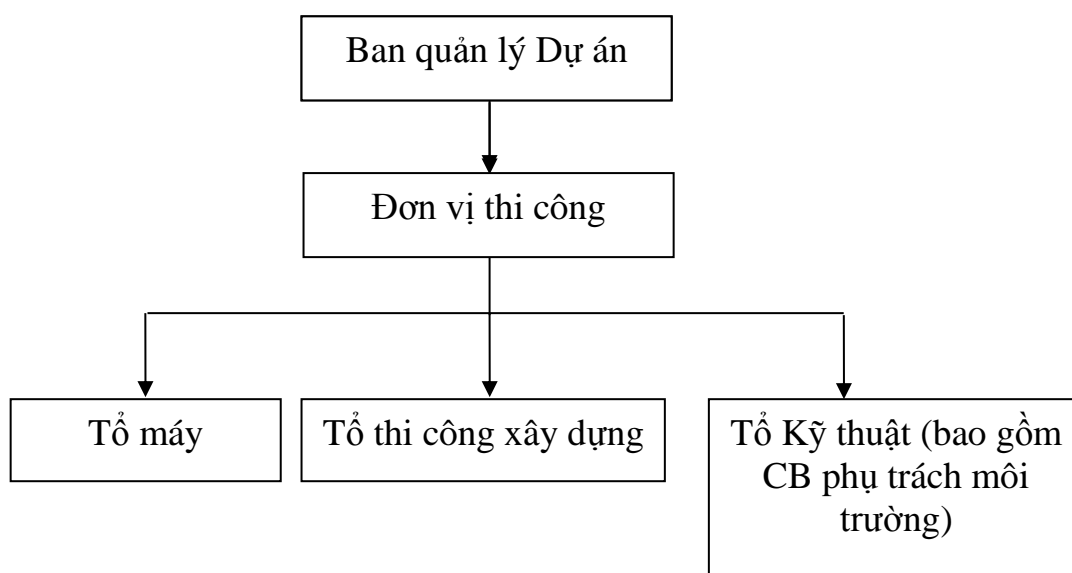 Ban quản lý Dự án
Đơn vị thi công
Tổ máy
Tổ thi công xây dựng
Tổ Kỹ thuật (bao gồm
CB phụ trách môi
trường)